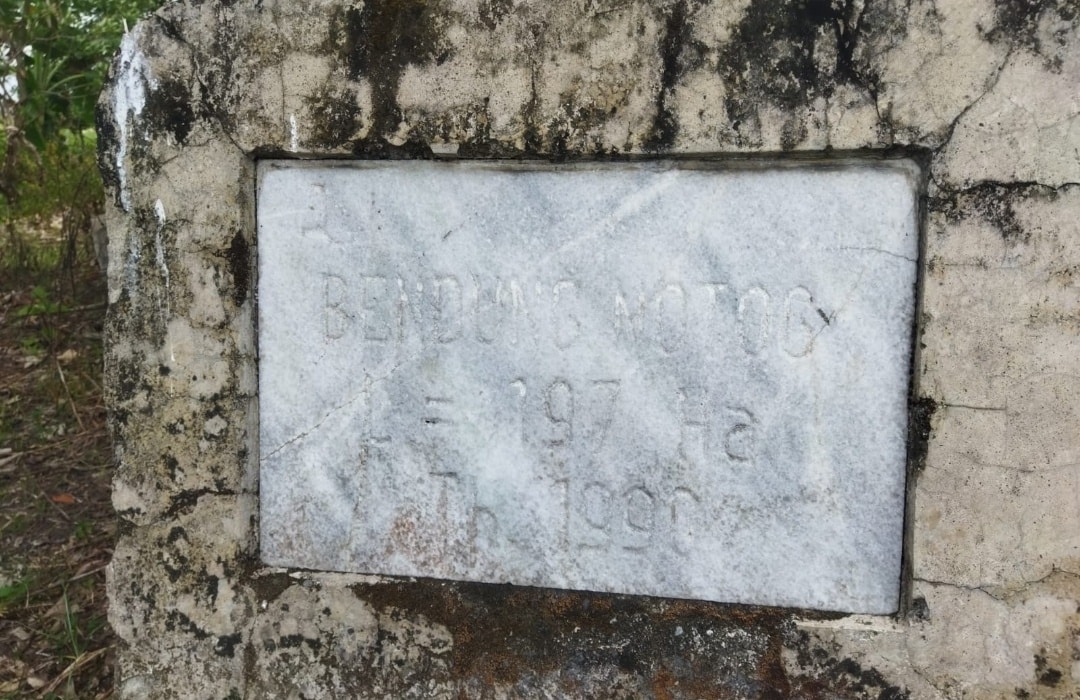 BENDUNG NOTOG
L = 197 Ha
Th 1990